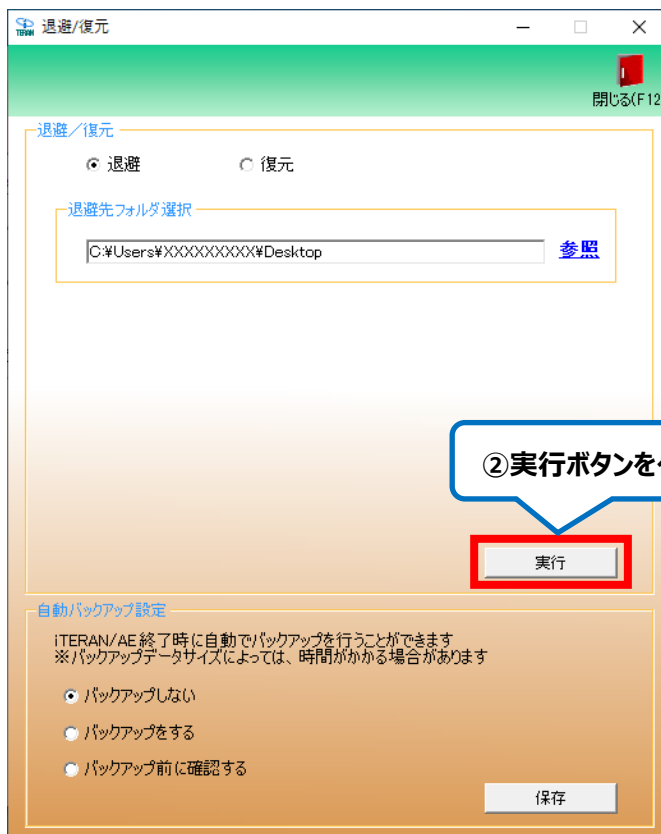 TERAN
退避/復元
閉じる(F12
退避／復元
退避
復元
退避先フォルダ選択
C:¥Users¥XXXXXXXXX¥Desktop
参照
②実行ボタンを
実行
自動バックアップ設定
iTERAN/AE終了時に自動でバックアップを行うことができます
※バックアップデータサイズによっては、時間がかかる場合があります
バックアップしない
バックアップをする
バックアップ前に確認する
保存